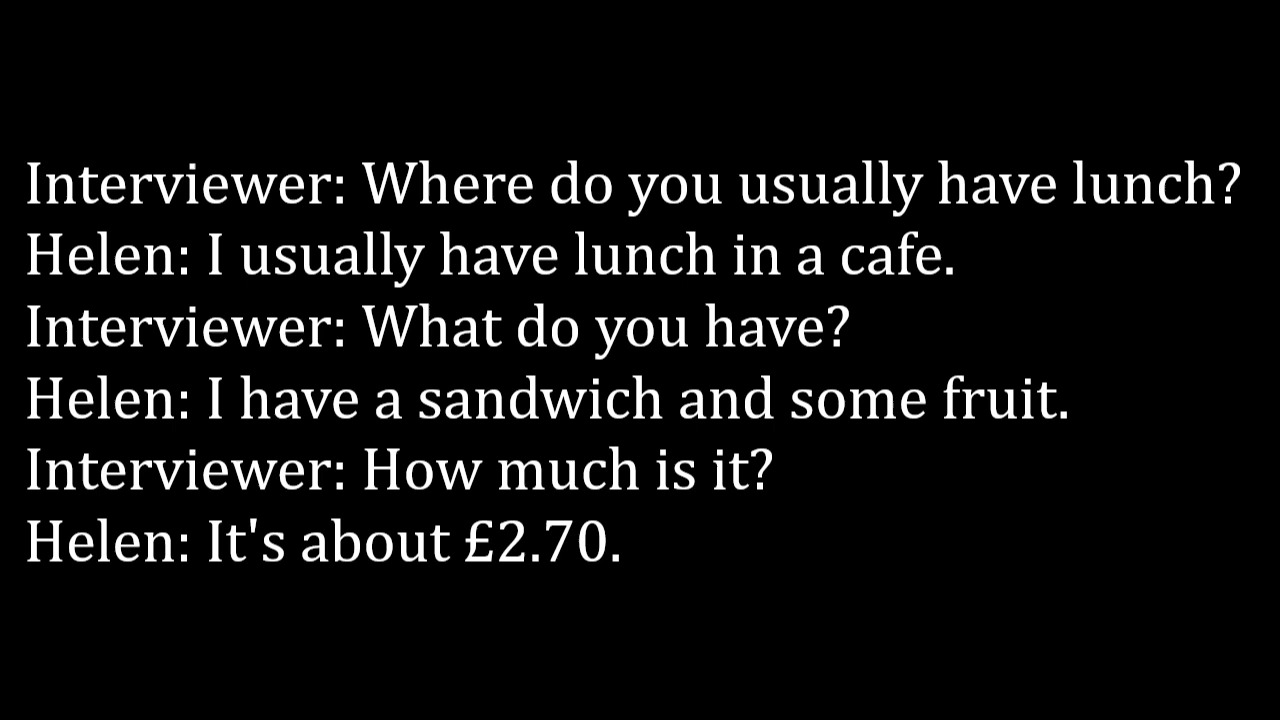 Interviewer: Where do you usually have lunch?
Helen: I usually have lunch in a cafe.
Interviewer: What do you have?
Helen: I have a sandwich and some fruit.
Interviewer: How much is it?
Helen: It's about £2.70.